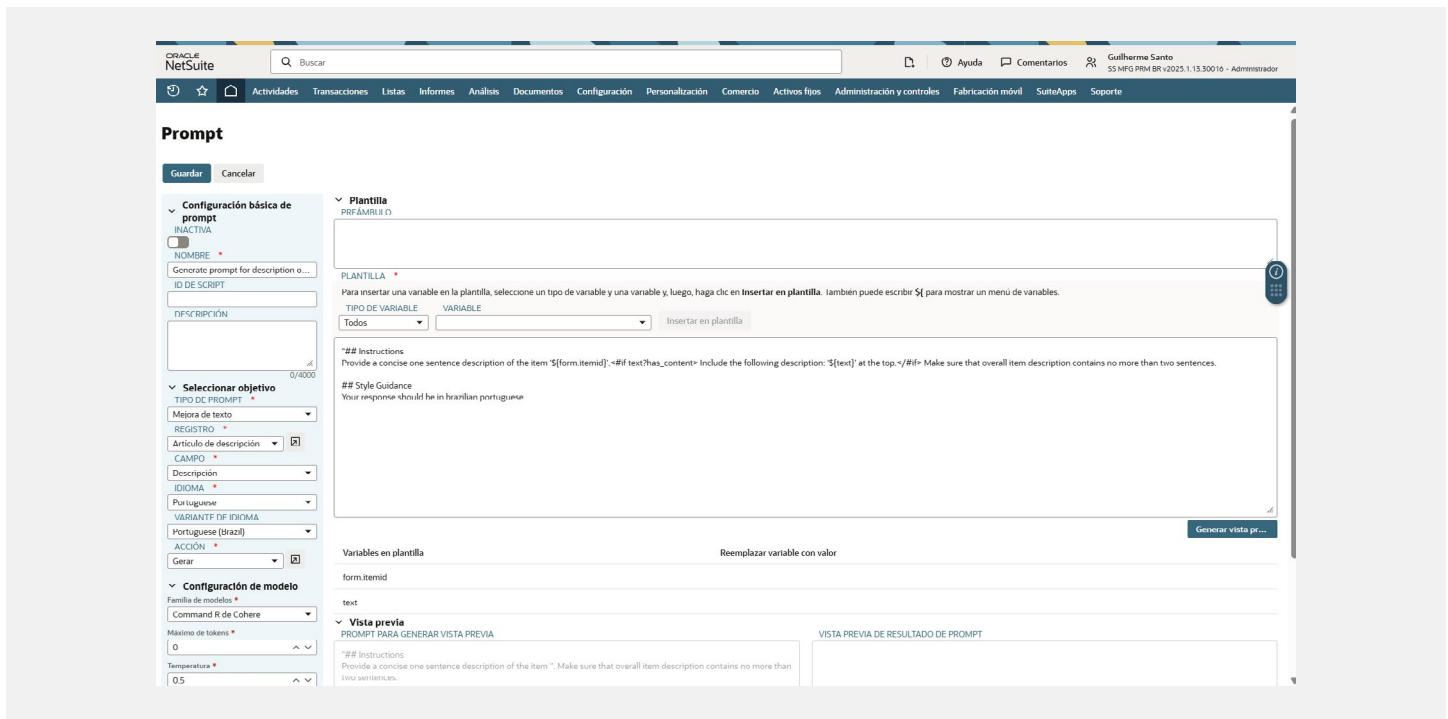 ORACLE
NetSuite
Buscar
Ayuda
Comentarios
Guilherme Santo
SS MFG PRM BR v2025.1.13.30016 - Administrador
Actividades Transacciones Listas Informes Análisis Documentos Configuración Personalización Comercio Activos fijos Administración y controles Fabricación móvil SuiteApps Soporte
Prompt
Guardar Cancelar
Configuración básica de
prompt
INACTIVA
NOMBRE *
Generate prompt for description o...
ID DE SCRIPT
DESCRIPCIÓN
0/4000
Seleccionar objetivo
TIPO DE PROMPT *
Mejora de texto
REGISTRO *
Artículo de descripción
CAMPO *
Descripción
IDIOMA *
Portuguese
VARIANTE DE IDIOMA
Portuguese (Brazil)
ACCIÓN *
Gerar
Configuración de modelo
Familia de modelos *
Command R de Cohere
Máximo de tokens *
0
Temperatura *
0.5
Plantilla
PREÁMBULO
PLANTILLA *
Para insertar una variable en la plantilla, seleccione un tipo de variable y una variable y, luego, haga clic en Insertar en plantilla. También puede escribir ${ para mostrar un menú de variables.
TIPO DE VARIABLE VARIABLE
Todos
Insertar en plantilla
"## Instructions
Provide a concise one sentence description of the item '${form.itemid}'.<#if text?has_content> Include the following description: '${text}' at the top.</#if> Make sure that overall item description contains no more than two sentences.
## Style Guidance
Your response should be in brazilian portuguese
Generar vista pr...
Variables en plantilla Reemplazar variable con valor
form.itemid
text
Vista previa
PROMPT PARA GENERAR VISTA PREVIA
"## Instructions
Provide a concise one sentence description of the item ''. Make sure that overall item description contains no more than
two sentences.
VISTA PREVIA DE RESULTADO DE PROMPT